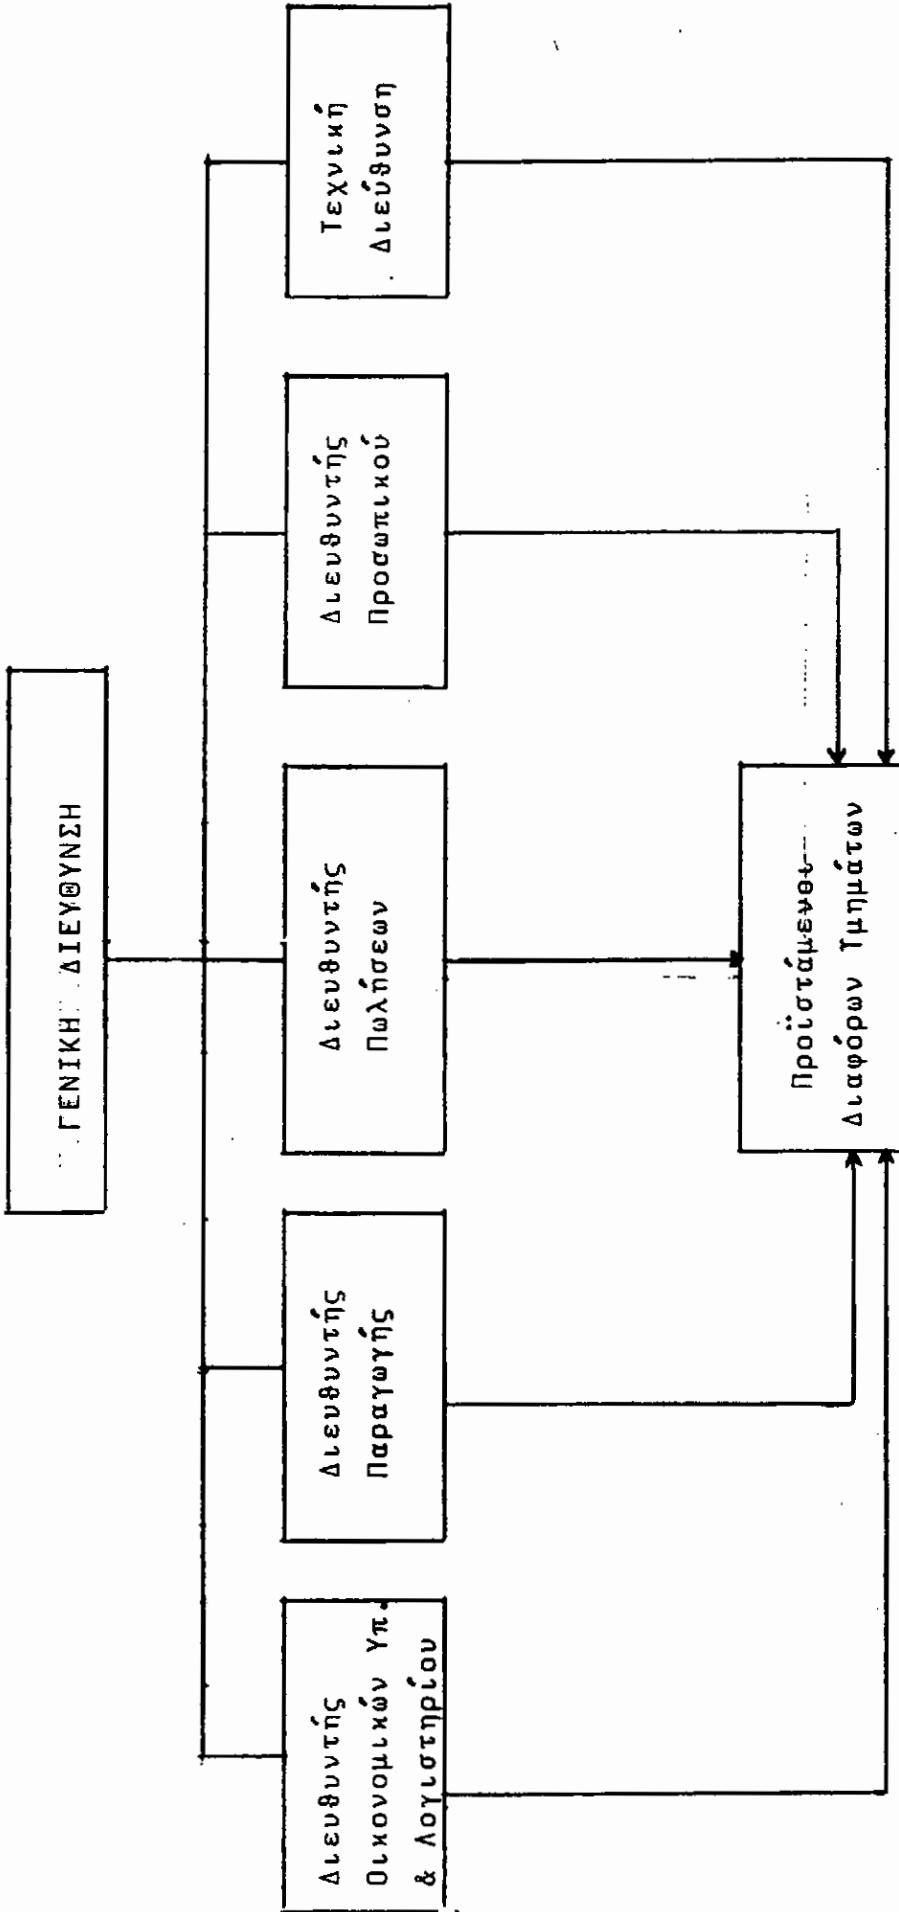 ΓΕΝΙΚΗ ΔΙΕΥΘΥΝΣΗ
Διευθυντής
Οικονομικών Υπ.
& Λογιστηρίου
Διευθυντής
Παραγωγής
Διευθυντής
Πωλήσεων
Διευθυντής
Προσωπικού
Τεχνική
Διεύθυνση
Προϊστάμενοι
Διαφόρων Τμημάτων